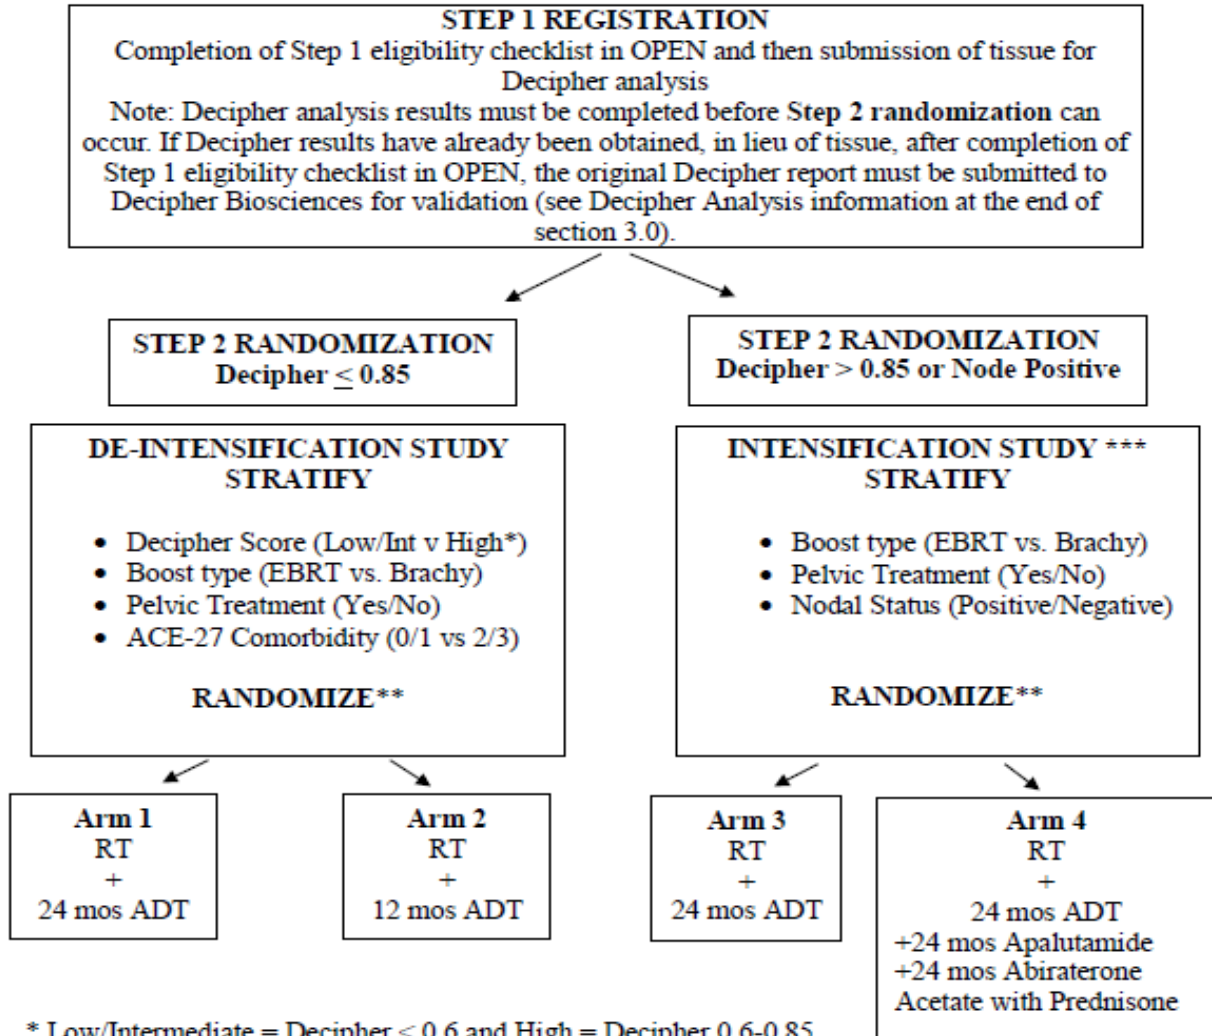 STEP 1 REGISTRATION
Completion of Step 1 eligibility checklist in OPEN and then submission of tissue for
Decipher analysis
Note: Decipher analysis results must be completed before Step 2 randomization can
occur. If Decipher results have already been obtained, in lieu of tissue, after completion of
Step 1 eligibility checklist in OPEN, the original Decipher report must be submitted to
Decipher Biosciences for validation (see Decipher Analysis information at the end of
section 3.0).
STEP 2 RANDOMIZATION
Decipher ≤ 0.85
STEP 2 RANDOMIZATION
Decipher > 0.85 or Node Positive
DE-INTENSIFICATION STUDY
STRATIFY
• Decipher Score (Low/Int v High*)
• Boost type (EBRT vs. Brachy)
• Pelvic Treatment (Yes/No)
• ACE-27 Comorbidity (0/1 vs 2/3)
RANDOMIZE**
INTENSIFICATION STUDY ***
STRATIFY
• Boost type (EBRT vs. Brachy)
• Pelvic Treatment (Yes/No)
• Nodal Status (Positive/Negative)
RANDOMIZE**
Arm 1
RT
+
24 mos ADT
Arm 2
RT
+
12 mos ADT
Arm 3
RT
+
24 mos ADT
Arm 4
RT
+
24 mos ADT
+24 mos Apalutamide
+24 mos Abiraterone
Acetate with Prednisone
* Low/Intermediate = Decipher < 0.6 and High = Decipher 0.6-0.85